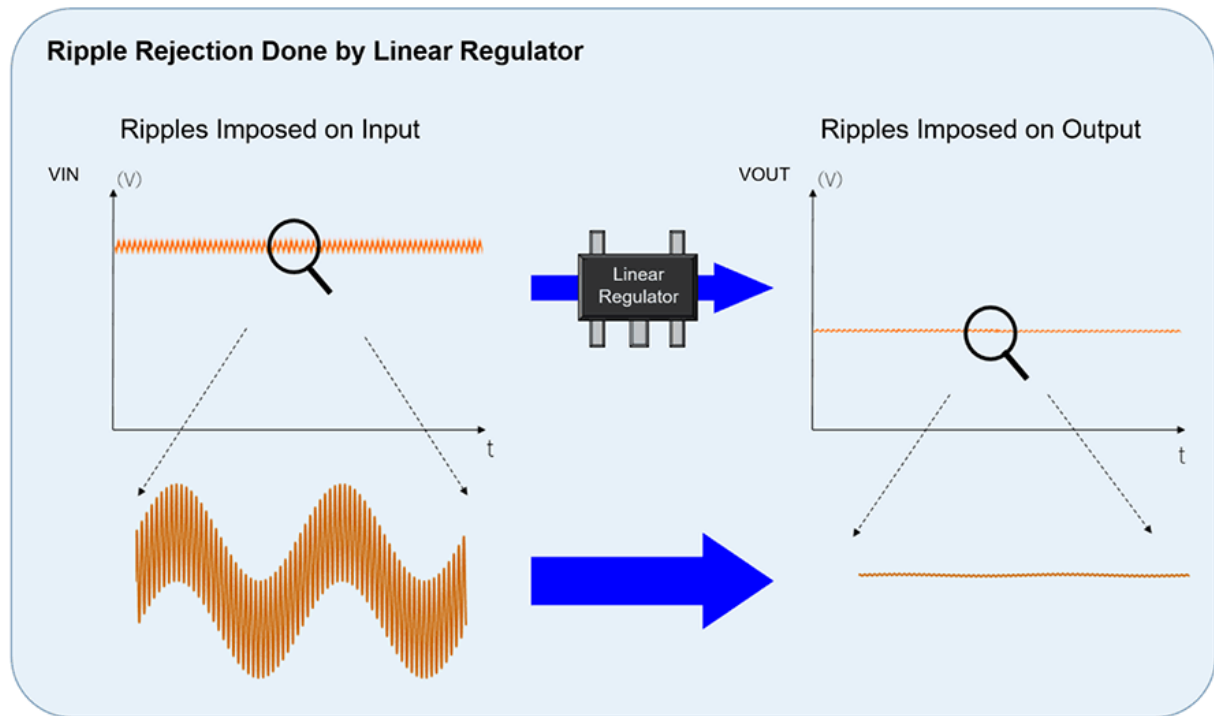 Ripple Rejection Done by Linear Regulator
Ripples Imposed on Input
Ripples Imposed on Output
VIN
(V)
VOUT
(V)
Linear
Regulator
t
t